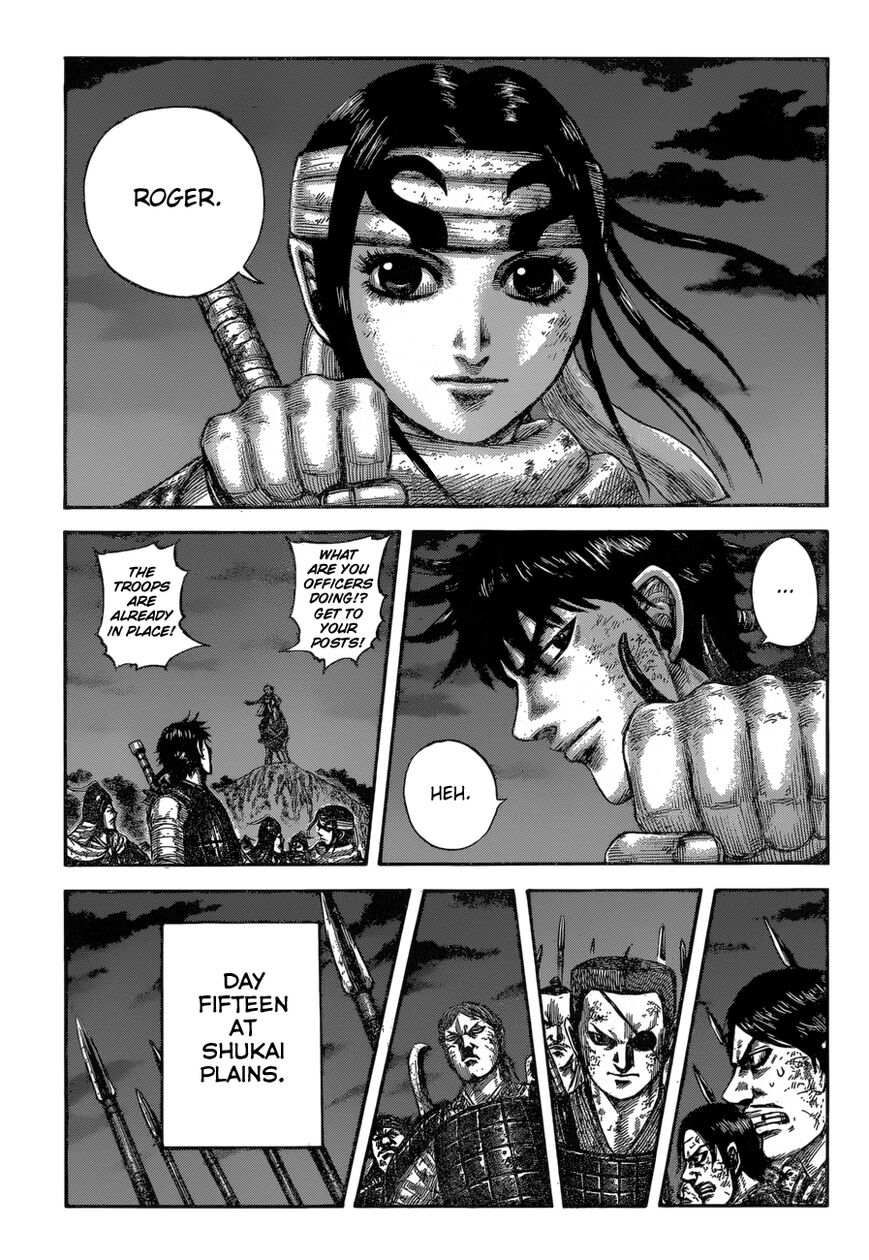 ROGER.
...
HEH.
WHAT
ARE YOU
OFFICERS
DOING!?
GET TO
YOUR
POSTS!
THE
TROOPS
ARE
ALREADY
IN PLACE!
DAY
FIFTEEN
AT
SHUKAI
PLAINS.